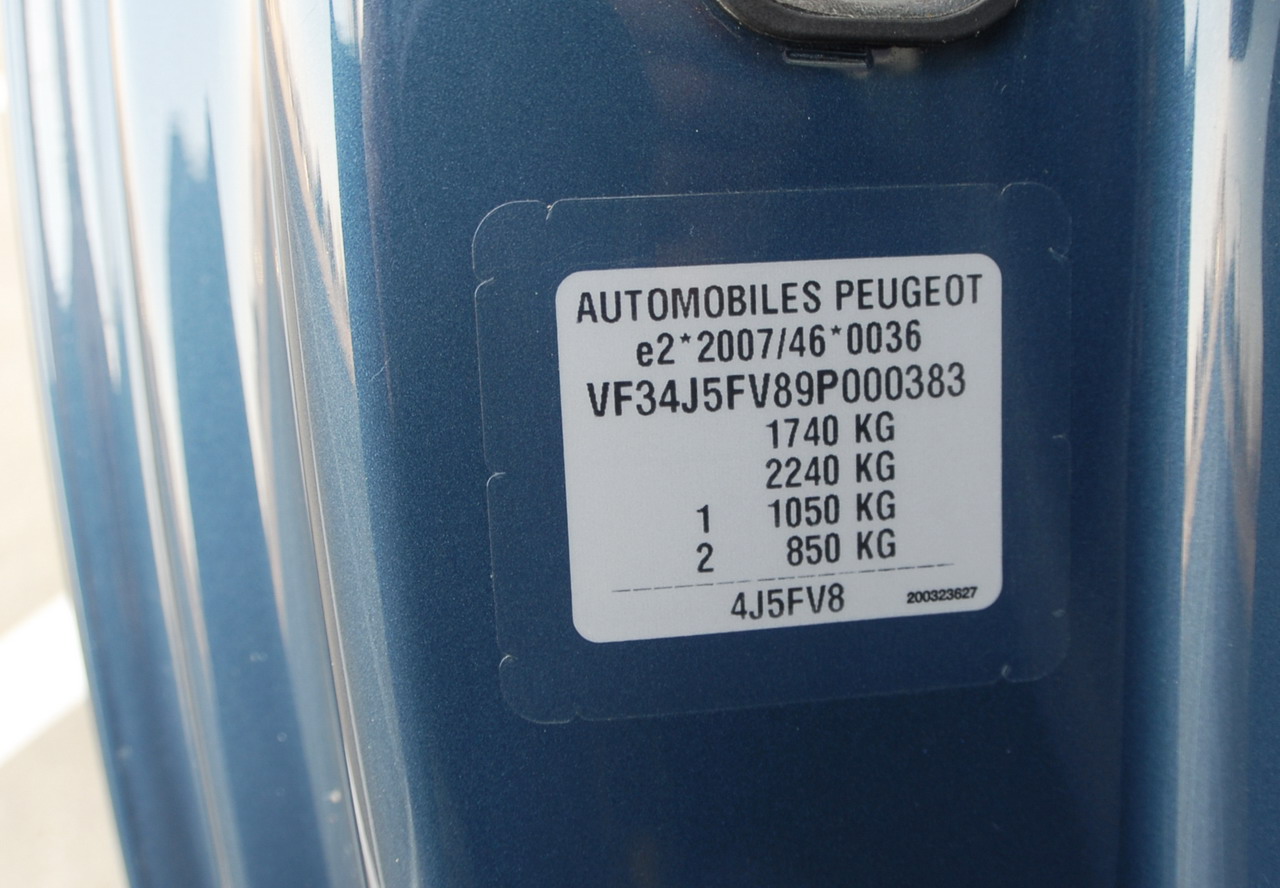 AUTOMOBILES PEUGEOT
e2*2007/46*0036
VF34J5FV89P000383
1740 KG
2240 KG
1 1050 KG
2 850 KG
4J5FV8 200323627